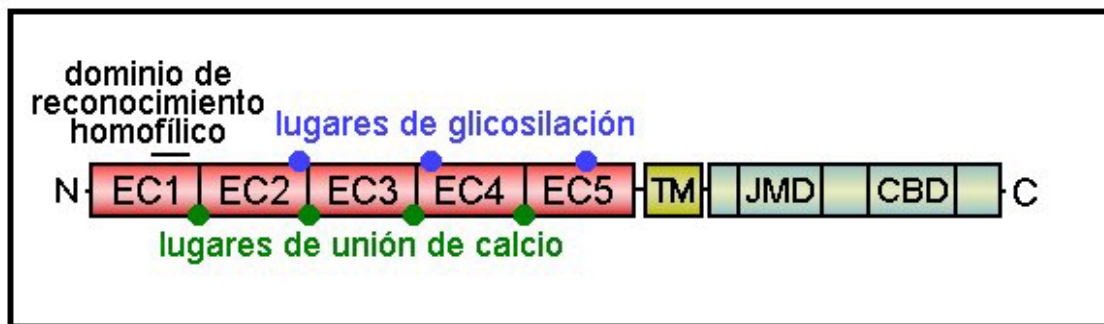 dominio de
reconocimiento
homofílico
lugares de glicosilación
N EC1 EC2 EC3 EC4 EC5 TM JMD CBD C
lugares de unión de calcio